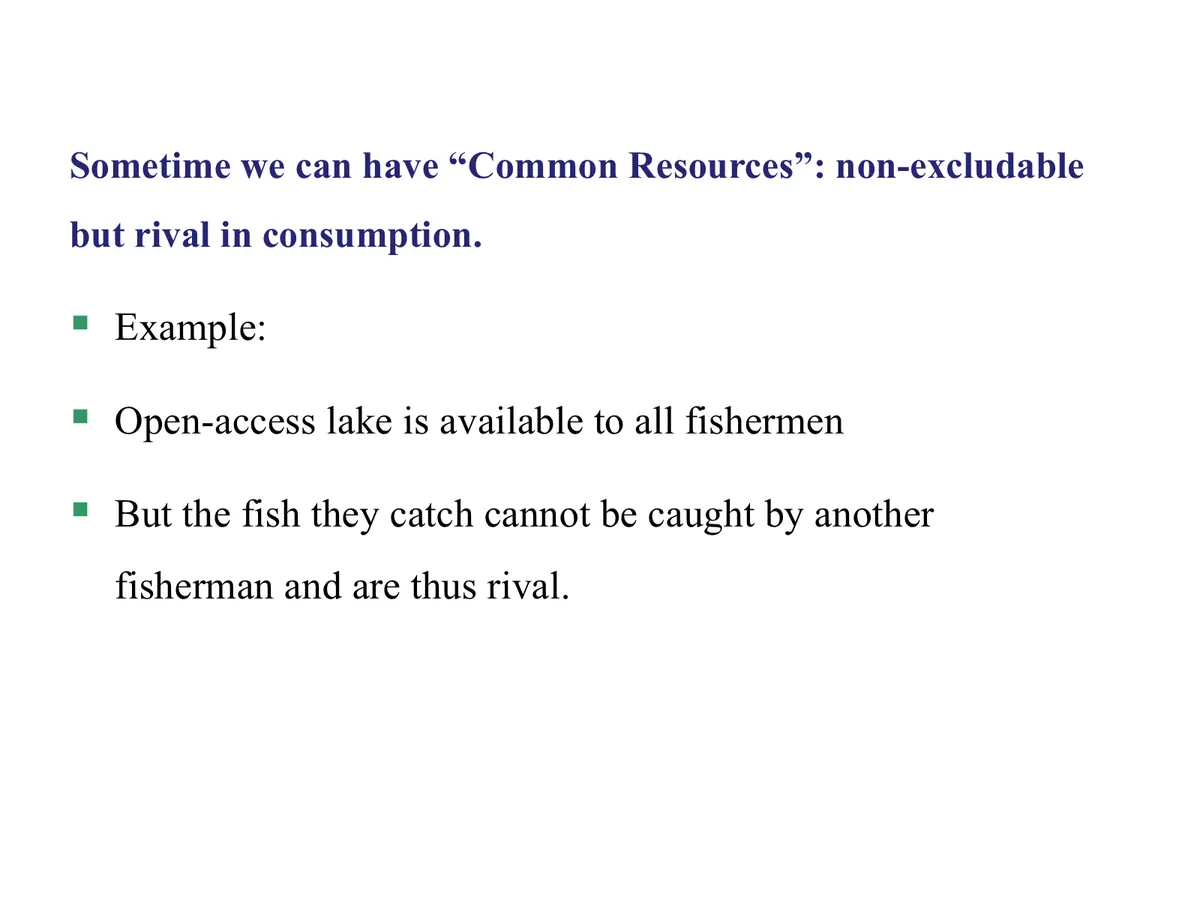 Sometime we can have “Common Resources”: non-excludable
but rival in consumption.
Example:
Open-access lake is available to all fishermen
But the fish they catch cannot be caught by another
fisherman and are thus rival.